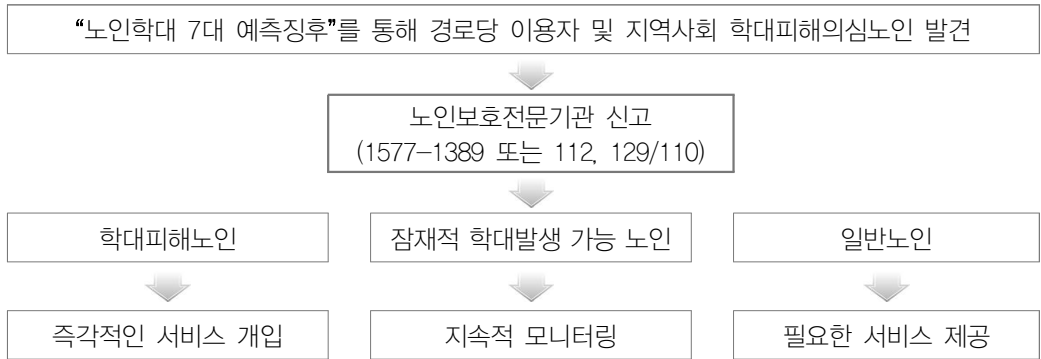 “노인학대 7대 예측징후”를 통해 경로당 이용자 및 지역사회 학대피해의심노인 발견
노인보호전문기관 신고
(1577-1389 또는 112, 129/110)
학대피해노인
잠재적 학대발생 가능 노인
일반노인
즉각적인 서비스 개입
지속적 모니터링
필요한 서비스 제공